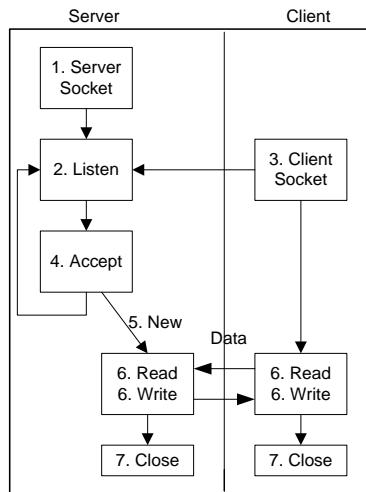 Server
Client
1. Server
Socket
2. Listen
3. Client
Socket
4. Accept
5. New
Data
6. Read
6. Write
6. Read
6. Write
7. Close
7. Close